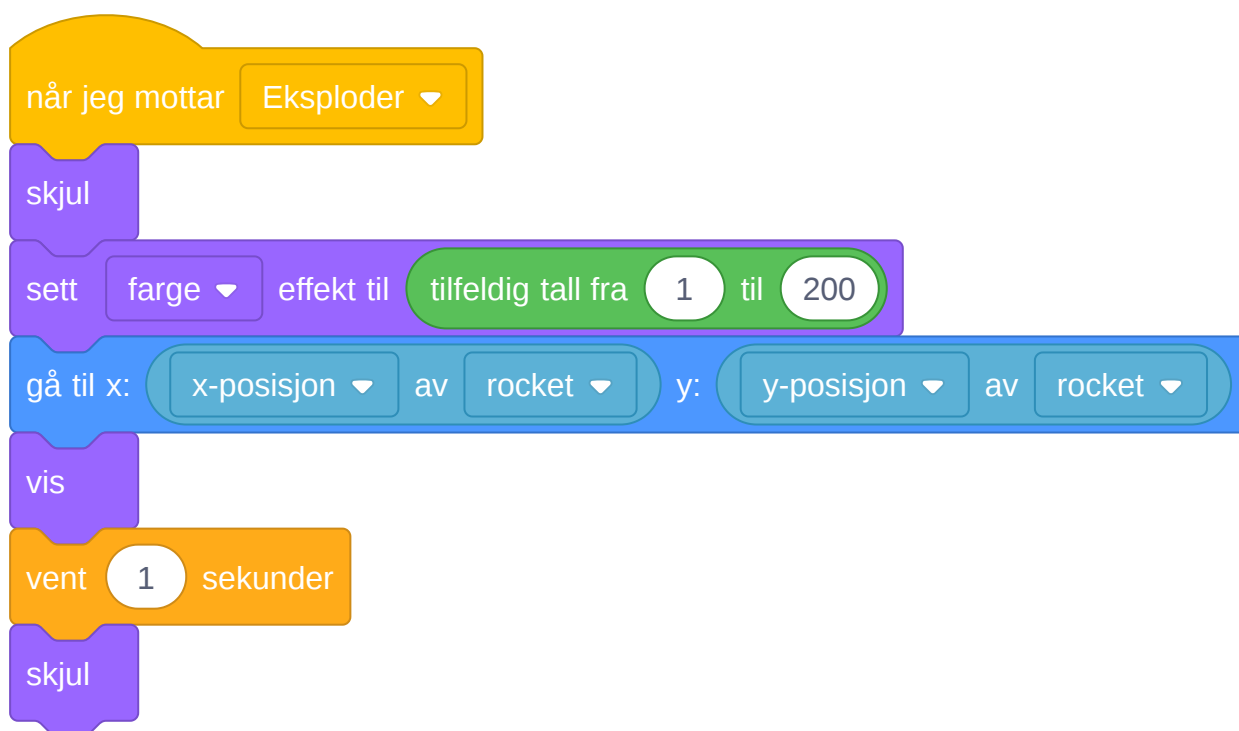 når jeg mottar Eksploder
skjul
sett farge effekt til tilfeldig tall fra 1 til 200
gå til x: x-posisjon av rocket y: y-posisjon av rocket
vis
vent 1 sekunder
skjul